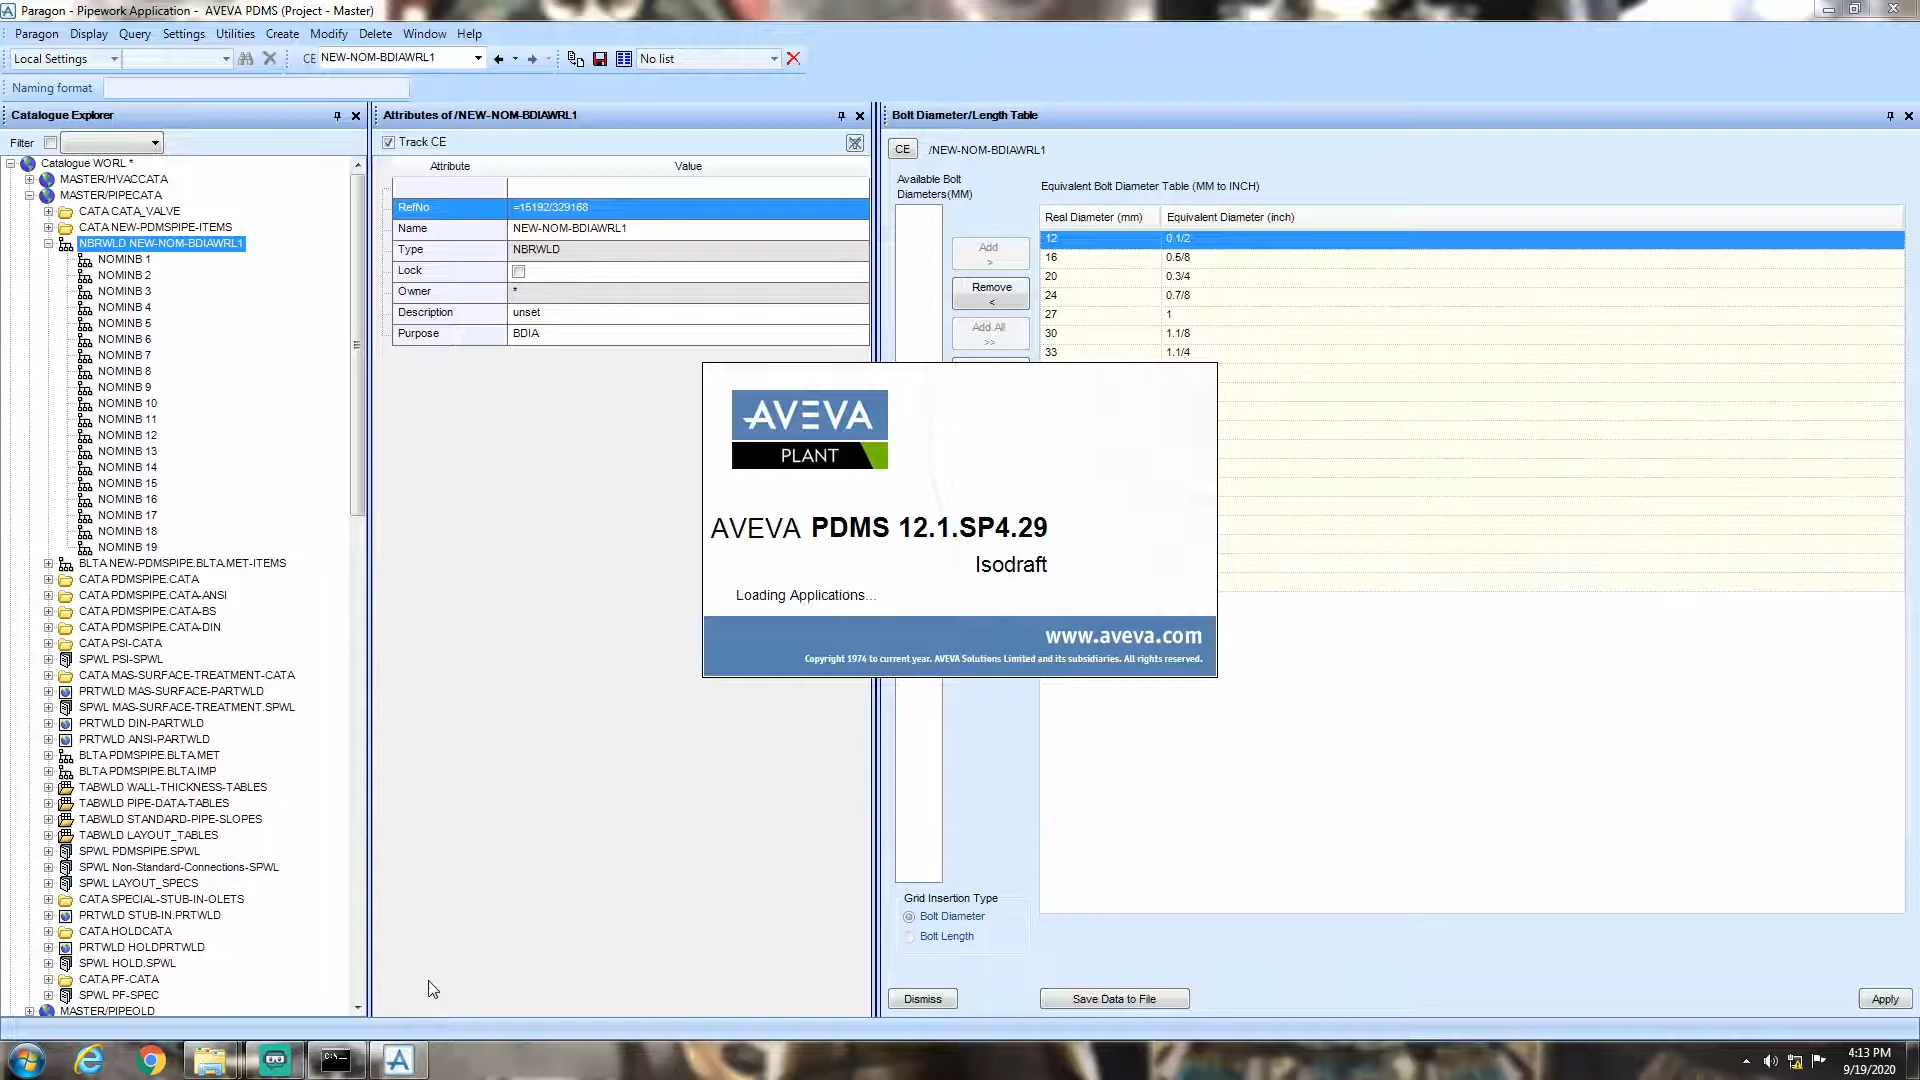 Paragon - Pipework Application - AVEVA PDMS (Project - Master)
Paragon Display Query Settings Utilities Create Modify Delete Window Help
Local Settings CE NEW-NOM-BDIAWRL1 No list
Naming format
Catalogue Explorer
Filter
Catalogue WORL *
MASTER/HVACCATA
MASTER/PIPECATA
CATA CATA_VALVE
CATA NEW-PDMSPIPE-ITEMS
NBRWLD NEW-NOM-BDIAWRL1
NOMINB 1
NOMINB 2
NOMINB 3
NOMINB 4
NOMINB 5
NOMINB 6
NOMINB 7
NOMINB 8
NOMINB 9
NOMINB 10
NOMINB 11
NOMINB 12
NOMINB 13
NOMINB 14
NOMINB 15
NOMINB 16
NOMINB 17
NOMINB 18
NOMINB 19
BLTA NEW-PDMSPIPE.BLTA.MET-ITEMS
CATA PDMSPIPE.CATA
CATA PDMSPIPE.CATA-ANSI
CATA PDMSPIPE.CATA-BS
CATA PDMSPIPE.CATA-DIN
CATA PSI-CATA
SPWL PSI-SPWL
CATA MAS-SURFACE-TREATMENT-CATA
PRTWLD MAS-SURFACE-PARTWLD
SPWL MAS-SURFACE-TREATMENT.SPWL
PRTWLD DIN-PARTWLD
PRTWLD ANSI-PARTWLD
BLTA PDMSPIPE.BLTA.MET
BLTA PDMSPIPE.BLTA.IMP
TABWLD WALL-THICKNESS-TABLES
TABWLD PIPE-DATA-TABLES
TABWLD STANDARD-PIPE-SLOPES
TABWLD LAYOUT_TABLES
SPWL PDMSPIPE.SPWL
SPWL Non-Standard-Connections-SPWL
SPWL LAYOUT_SPECS
CATA SPECIAL-STUB-IN-OLETS
PRTWLD STUB-IN.PRTWLD
CATA HOLDCATA
PRTWLD HOLDPRTWLD
SPWL HOLD.SPWL
CATA PF-CATA
SPWL PF-SPEC
MASTER/PIPEOLD
Attributes of /NEW-NOM-BDIAWRL1
Track CE
Attribute Value
RefNo =15192/329168
Name NEW-NOM-BDIAWRL1
Type NBRWLD
Lock
Owner *
Description unset
Purpose BDIA
Bolt Diameter/Length Table
CE /NEW-NOM-BDIAWRL1
Available Bolt
Diameters(MM)
Equivalent Bolt Diameter Table (MM to INCH)
Add
>
Remove
<
Add All
>>
Real Diameter (mm) Equivalent Diameter (inch)
12 0.1/2
16 0.5/8
20 0.3/4
24 0.7/8
27 1
30 1.1/8
33 1.1/4
AVEVA
PLANT
AVEVA PDMS 12.1.SP4.29
Isodraft
Loading Applications...
www.aveva.com
Copyright 1974 to current year. AVEVA Solutions Limited and its subsidiaries. All rights reserved.
Grid Insertion Type
Bolt Diameter
Bolt Length
Dismiss Save Data to File Apply
4:13 PM
9/19/2020